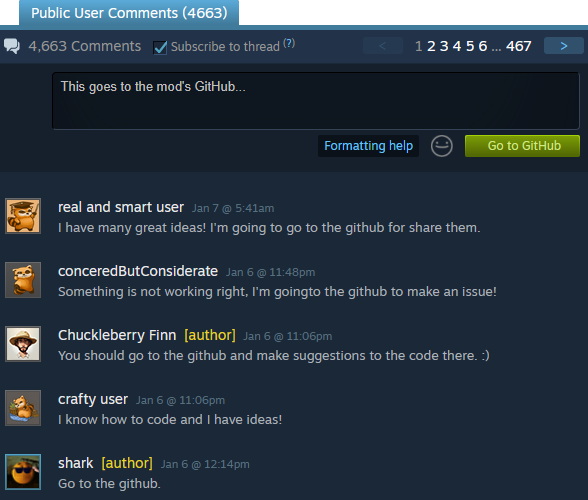 Public User Comments (4663)
4,663 Comments Subscribe to thread (?) < 1 2 3 4 5 6 ... 467 >
This goes to the mod's GitHub...
Formatting help Go to GitHub
real and smart user Jan 7 @ 5:41am
I have many great ideas! I'm going to go to the github for share them.
conceredButConsiderate Jan 6 @ 11:48pm
Something is not working right, I'm goingto the github to make an issue!
Chuckleberry Finn [author] Jan 6 @ 11:06pm
You should go to the github and make suggestions to the code there. :)
crafty user Jan 6 @ 11:06pm
I know how to code and I have ideas!
shark [author] Jan 6 @ 12:14pm
Go to the github.